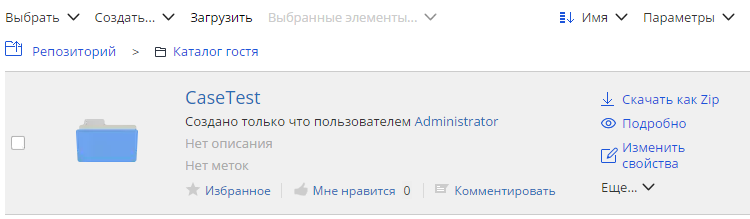 Выбрать Создать... Загрузить Выбранные элементы... Имя Параметры
Репозиторий > Каталог гостя
CaseTest
Создано только что пользователем Administrator
Нет описания
Нет меток
Избранное Мне нравится 0 Комментировать
Скачать как Zip
Подробно
Изменить
свойства
Еще...